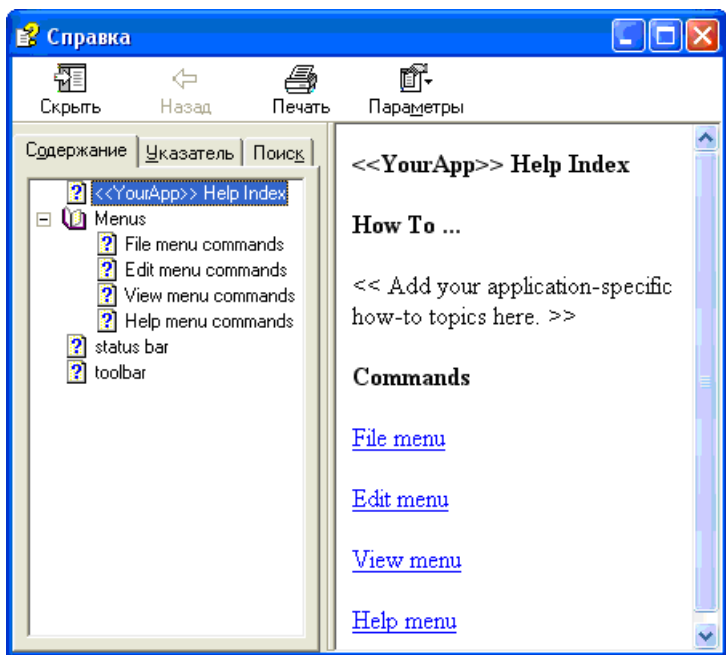 Справка
Скрыть Назад Печать Параметры
Содержание Указатель Поиск
<<YourApp>> Help Index
Menus
File menu commands
Edit menu commands
View menu commands
Help menu commands
status bar
toolbar
<<YourApp>> Help Index
How To ...
<< Add your application-specific
how-to topics here. >>
Commands
File menu
Edit menu
View menu
Help menu